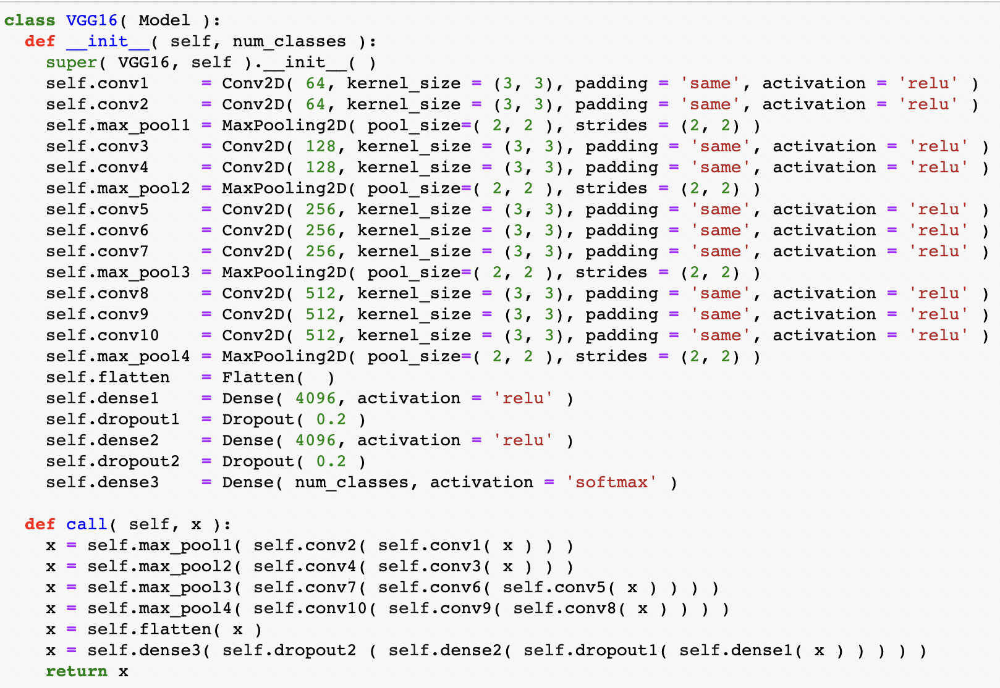 class VGG16( Model ):
  def __init__( self, num_classes ):
    super( VGG16, self ).__init__( )
    self.conv1     = Conv2D( 64, kernel_size = (3, 3), padding = 'same', activation = 'relu' )
    self.conv2     = Conv2D( 64, kernel_size = (3, 3), padding = 'same', activation = 'relu' )
    self.max_pool1 = MaxPooling2D( pool_size=( 2, 2 ), strides = (2, 2) )
    self.conv3     = Conv2D( 128, kernel_size = (3, 3), padding = 'same', activation = 'relu' )
    self.conv4     = Conv2D( 128, kernel_size = (3, 3), padding = 'same', activation = 'relu' )
    self.max_pool2 = MaxPooling2D( pool_size=( 2, 2 ), strides = (2, 2) )
    self.conv5     = Conv2D( 256, kernel_size = (3, 3), padding = 'same', activation = 'relu' )
    self.conv6     = Conv2D( 256, kernel_size = (3, 3), padding = 'same', activation = 'relu' )
    self.conv7     = Conv2D( 256, kernel_size = (3, 3), padding = 'same', activation = 'relu' )
    self.max_pool3 = MaxPooling2D( pool_size=( 2, 2 ), strides = (2, 2) )
    self.conv8     = Conv2D( 512, kernel_size = (3, 3), padding = 'same', activation = 'relu' )
    self.conv9     = Conv2D( 512, kernel_size = (3, 3), padding = 'same', activation = 'relu' )
    self.conv10    = Conv2D( 512, kernel_size = (3, 3), padding = 'same', activation = 'relu' )
    self.max_pool4 = MaxPooling2D( pool_size=( 2, 2 ), strides = (2, 2) )
    self.flatten   = Flatten(  )
    self.dense1    = Dense( 4096, activation = 'relu' )
    self.dropout1  = Dropout( 0.2 )
    self.dense2    = Dense( 4096, activation = 'relu' )
    self.dropout2  = Dropout( 0.2 )
    self.dense3    = Dense( num_classes, activation = 'softmax' )

  def call( self, x ):
    x = self.max_pool1( self.conv2( self.conv1( x ) ) )
    x = self.max_pool2( self.conv4( self.conv3( x ) ) )
    x = self.max_pool3( self.conv7( self.conv6( self.conv5( x ) ) ) )
    x = self.max_pool4( self.conv10( self.conv9( self.conv8( x ) ) ) )
    x = self.flatten( x )
    x = self.dense3( self.dropout2 ( self.dense2( self.dropout1( self.dense1( x ) ) ) ) )
    return x